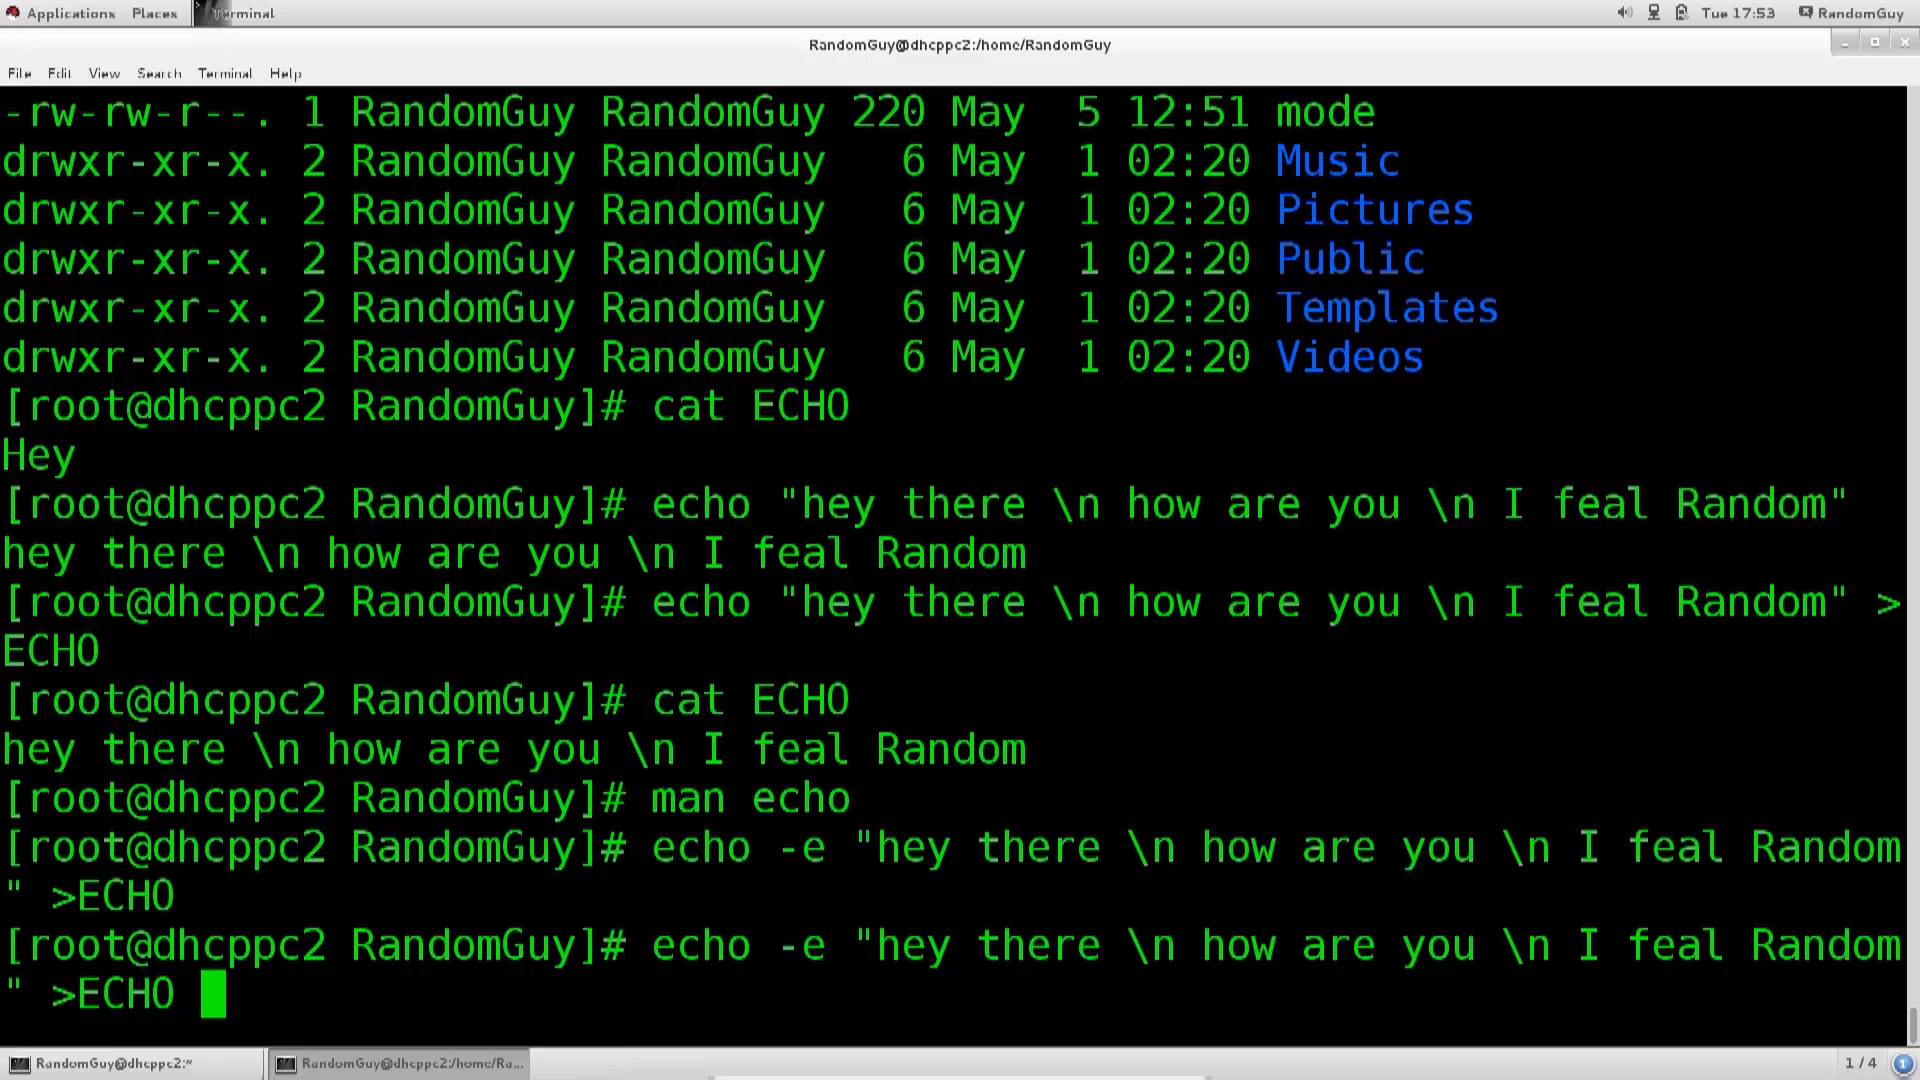 Applications Places Terminal Tue 17:53 RandomGuy
RandomGuy@dhcppc2:/home/RandomGuy
File Edit View Search Terminal Help
-rw-rw-r--. 1 RandomGuy RandomGuy 220 May 5 12:51 mode
drwxr-xr-x. 2 RandomGuy RandomGuy 6 May 1 02:20 Music
drwxr-xr-x. 2 RandomGuy RandomGuy 6 May 1 02:20 Pictures
drwxr-xr-x. 2 RandomGuy RandomGuy 6 May 1 02:20 Public
drwxr-xr-x. 2 RandomGuy RandomGuy 6 May 1 02:20 Templates
drwxr-xr-x. 2 RandomGuy RandomGuy 6 May 1 02:20 Videos
[root@dhcppc2 RandomGuy]# cat ECHO
Hey
[root@dhcppc2 RandomGuy]# echo "hey there \n how are you \n I feal Random"
hey there \n how are you \n I feal Random
[root@dhcppc2 RandomGuy]# echo "hey there \n how are you \n I feal Random" >
ECHO
[root@dhcppc2 RandomGuy]# cat ECHO
hey there \n how are you \n I feal Random
[root@dhcppc2 RandomGuy]# man echo
[root@dhcppc2 RandomGuy]# echo -e "hey there \n how are you \n I feal Random
" >ECHO
[root@dhcppc2 RandomGuy]# echo -e "hey there \n how are you \n I feal Random
" >ECHO
RandomGuy@dhcppc2:~ RandomGuy@dhcppc2:/home/Ra... 1 / 4 1